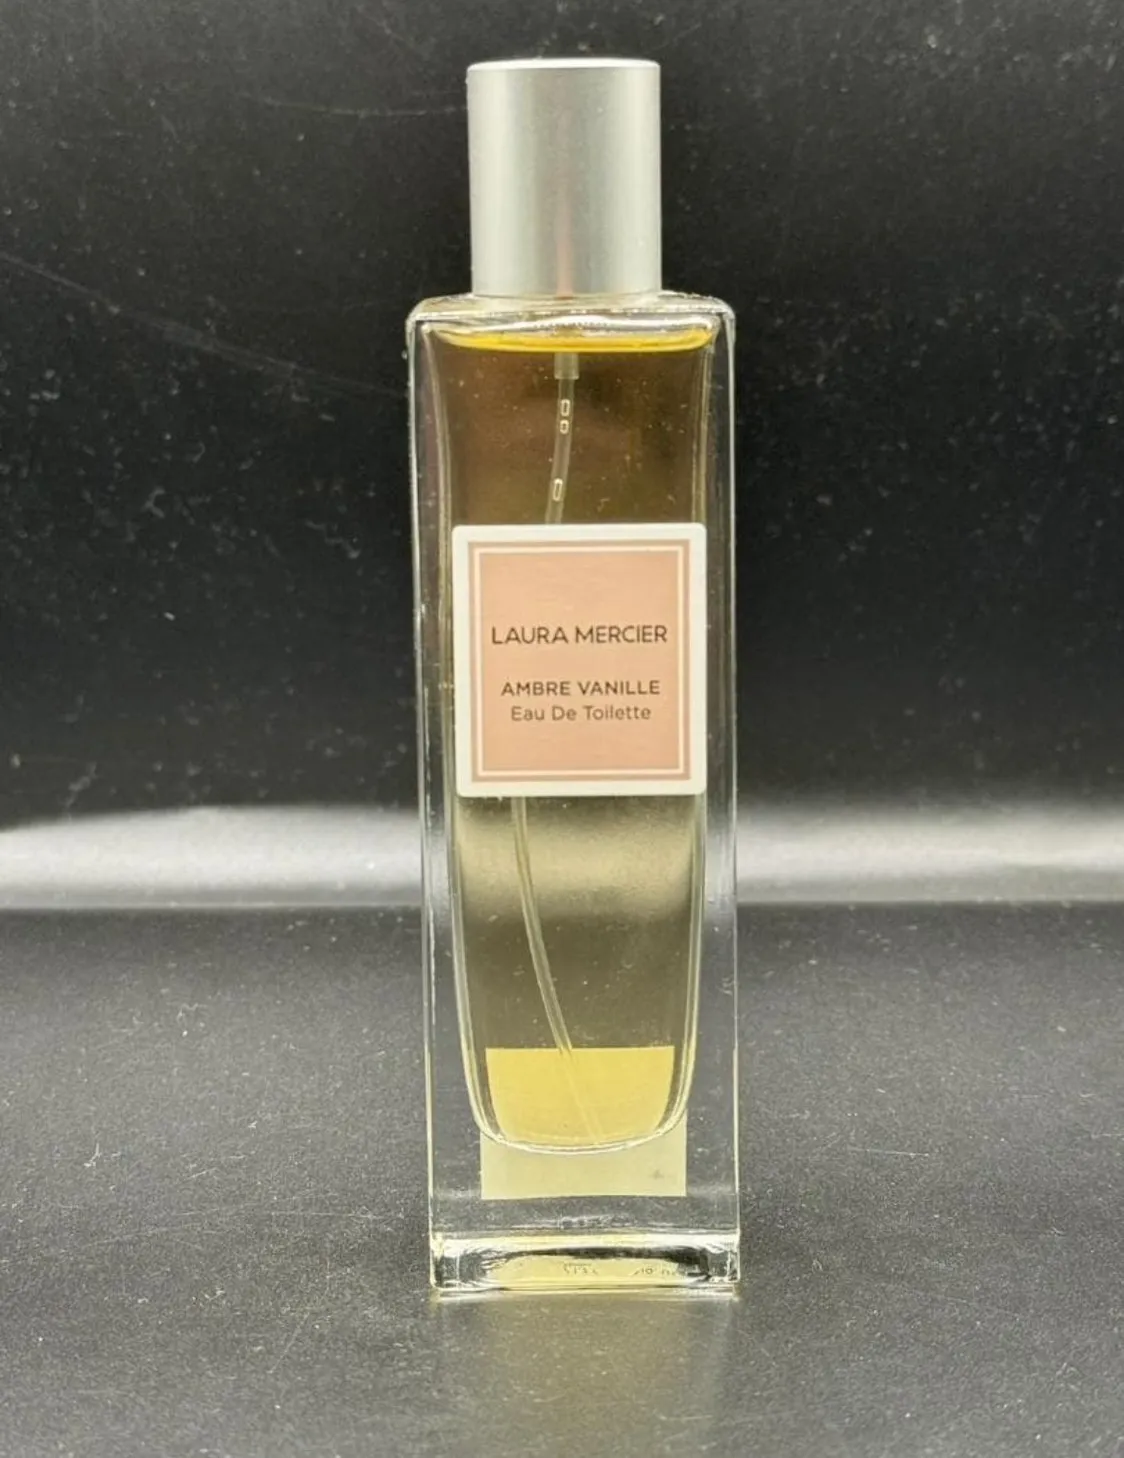 LAURA MERCIER
AMBRE VANILLE
Eau De Toilette